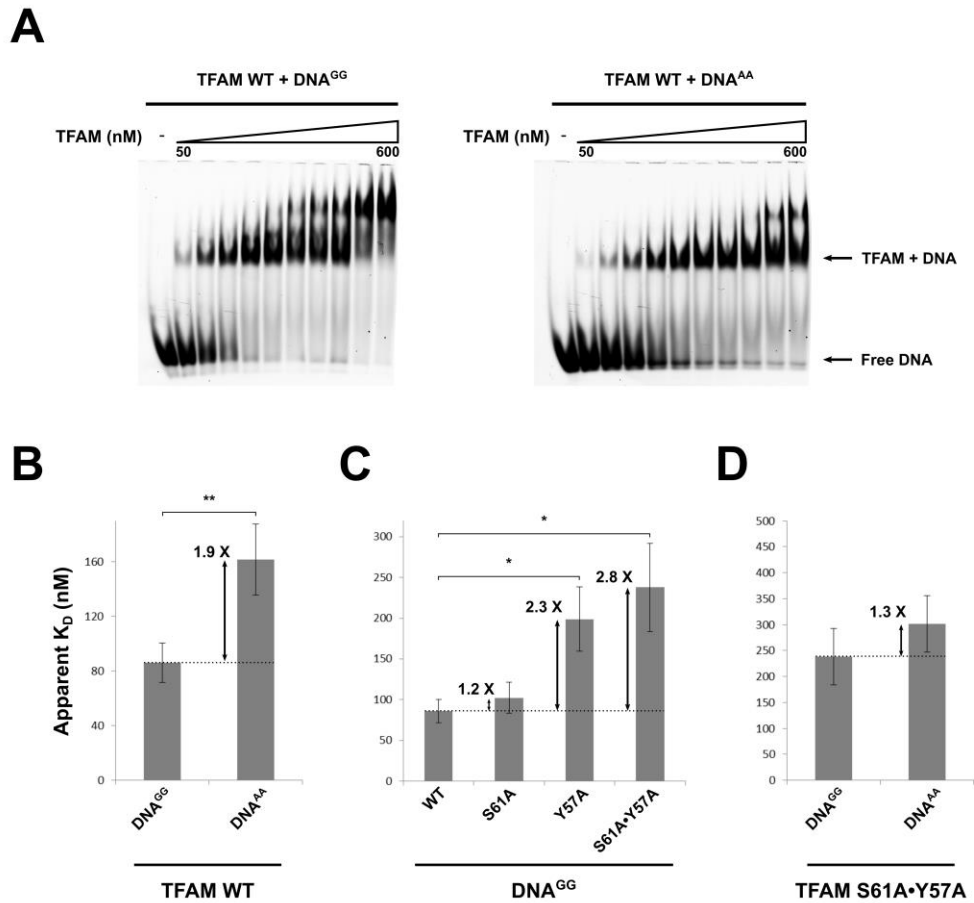 A
TFAM WT + DNA^GG
TFAM WT + DNA^AA
TFAM (nM)
-
50
600
TFAM (nM)
-
50
600
TFAM + DNA
Free DNA
B
Apparent K_D (nM)
160
120
80
40
0
**
1.9 X
DNA^GG
DNA^AA
TFAM WT
C
300
250
200
150
100
50
0
*
*
1.2 X
2.3 X
2.8 X
WT
S61A
Y57A
S61A•Y57A
DNA^GG
D
500
450
400
350
300
250
200
150
100
50
0
1.3 X
DNA^GG
DNA^AA
TFAM S61A•Y57A